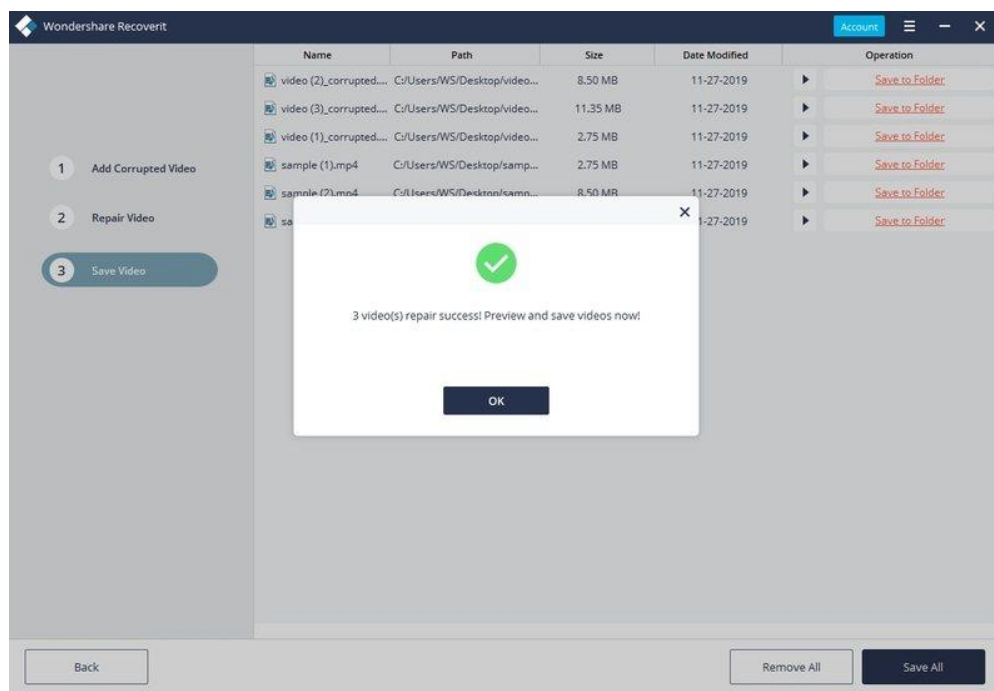 Wondershare Recoverit Account
Name Path Size Date Modified Operation
video (2)_corrupted.... C:/Users/WS/Desktop/video... 8.50 MB 11-27-2019 Save to Folder
video (3)_corrupted.... C:/Users/WS/Desktop/video... 11.35 MB 11-27-2019 Save to Folder
video (1)_corrupted.... C:/Users/WS/Desktop/video... 2.75 MB 11-27-2019 Save to Folder
1 Add Corrupted Video
sample (1).mp4 C:/Users/WS/Desktop/samp... 2.75 MB 11-27-2019 Save to Folder
sample (2).mp4 C:/Users/WS/Desktop/samp... 8.50 MB 11-27-2019 Save to Folder
2 Repair Video
sa 1-27-2019 Save to Folder
3 Save Video
3 video(s) repair success! Preview and save videos now!
OK
Back Remove All Save All